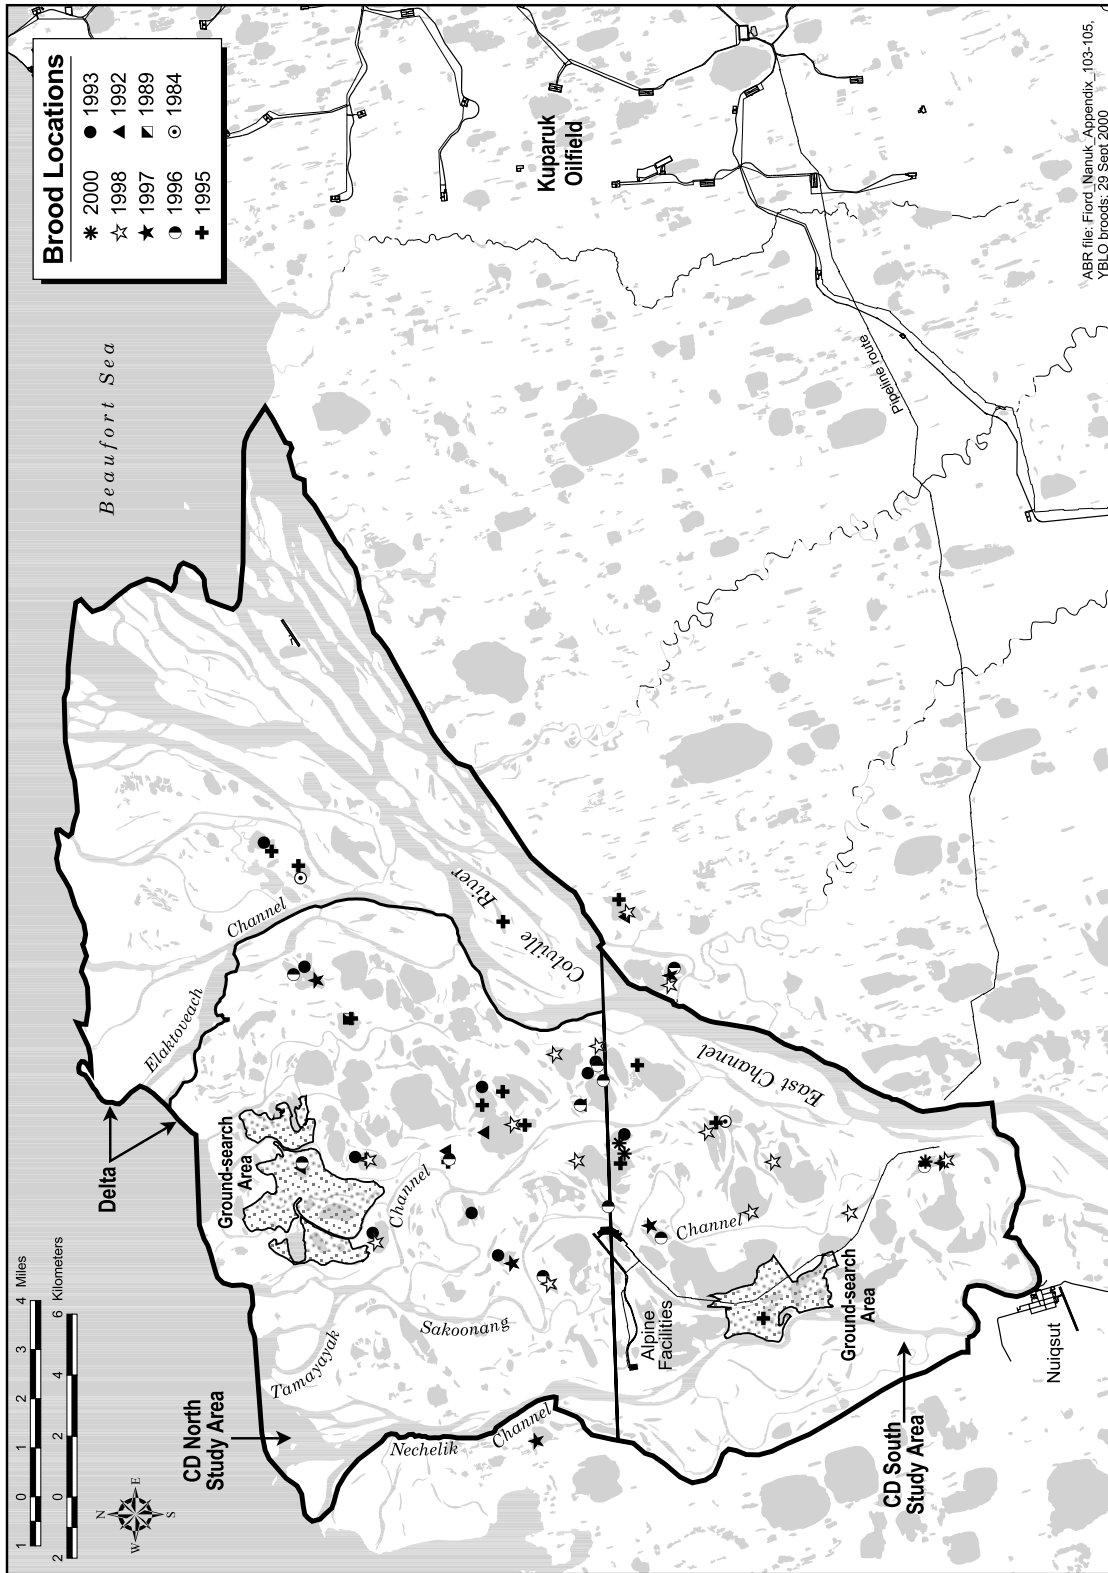 Brood Locations
2000
1993
1998
1992
1997
1989
1996
1984
1995
Beaufort Sea
Kuparuk
Oilfield
Pipeline route
Elaktoveach
Channel
Colville
River
East Channel
Delta
Ground-search
Area
Channel
Sakoonang
Tamayayak
Nechelik
Channel
CD North
Study Area
Alpine
Facilities
Channel
Ground-search
Area
CD South
Study Area
Nuiqsut
1 0 1 2 3 4 Miles
2 0 2 4 6 Kilometers
N
E
S
W
ABR file: Fiord_Nanuk_Appendix_103-105,
YBLO broods: 29 Sept 2000